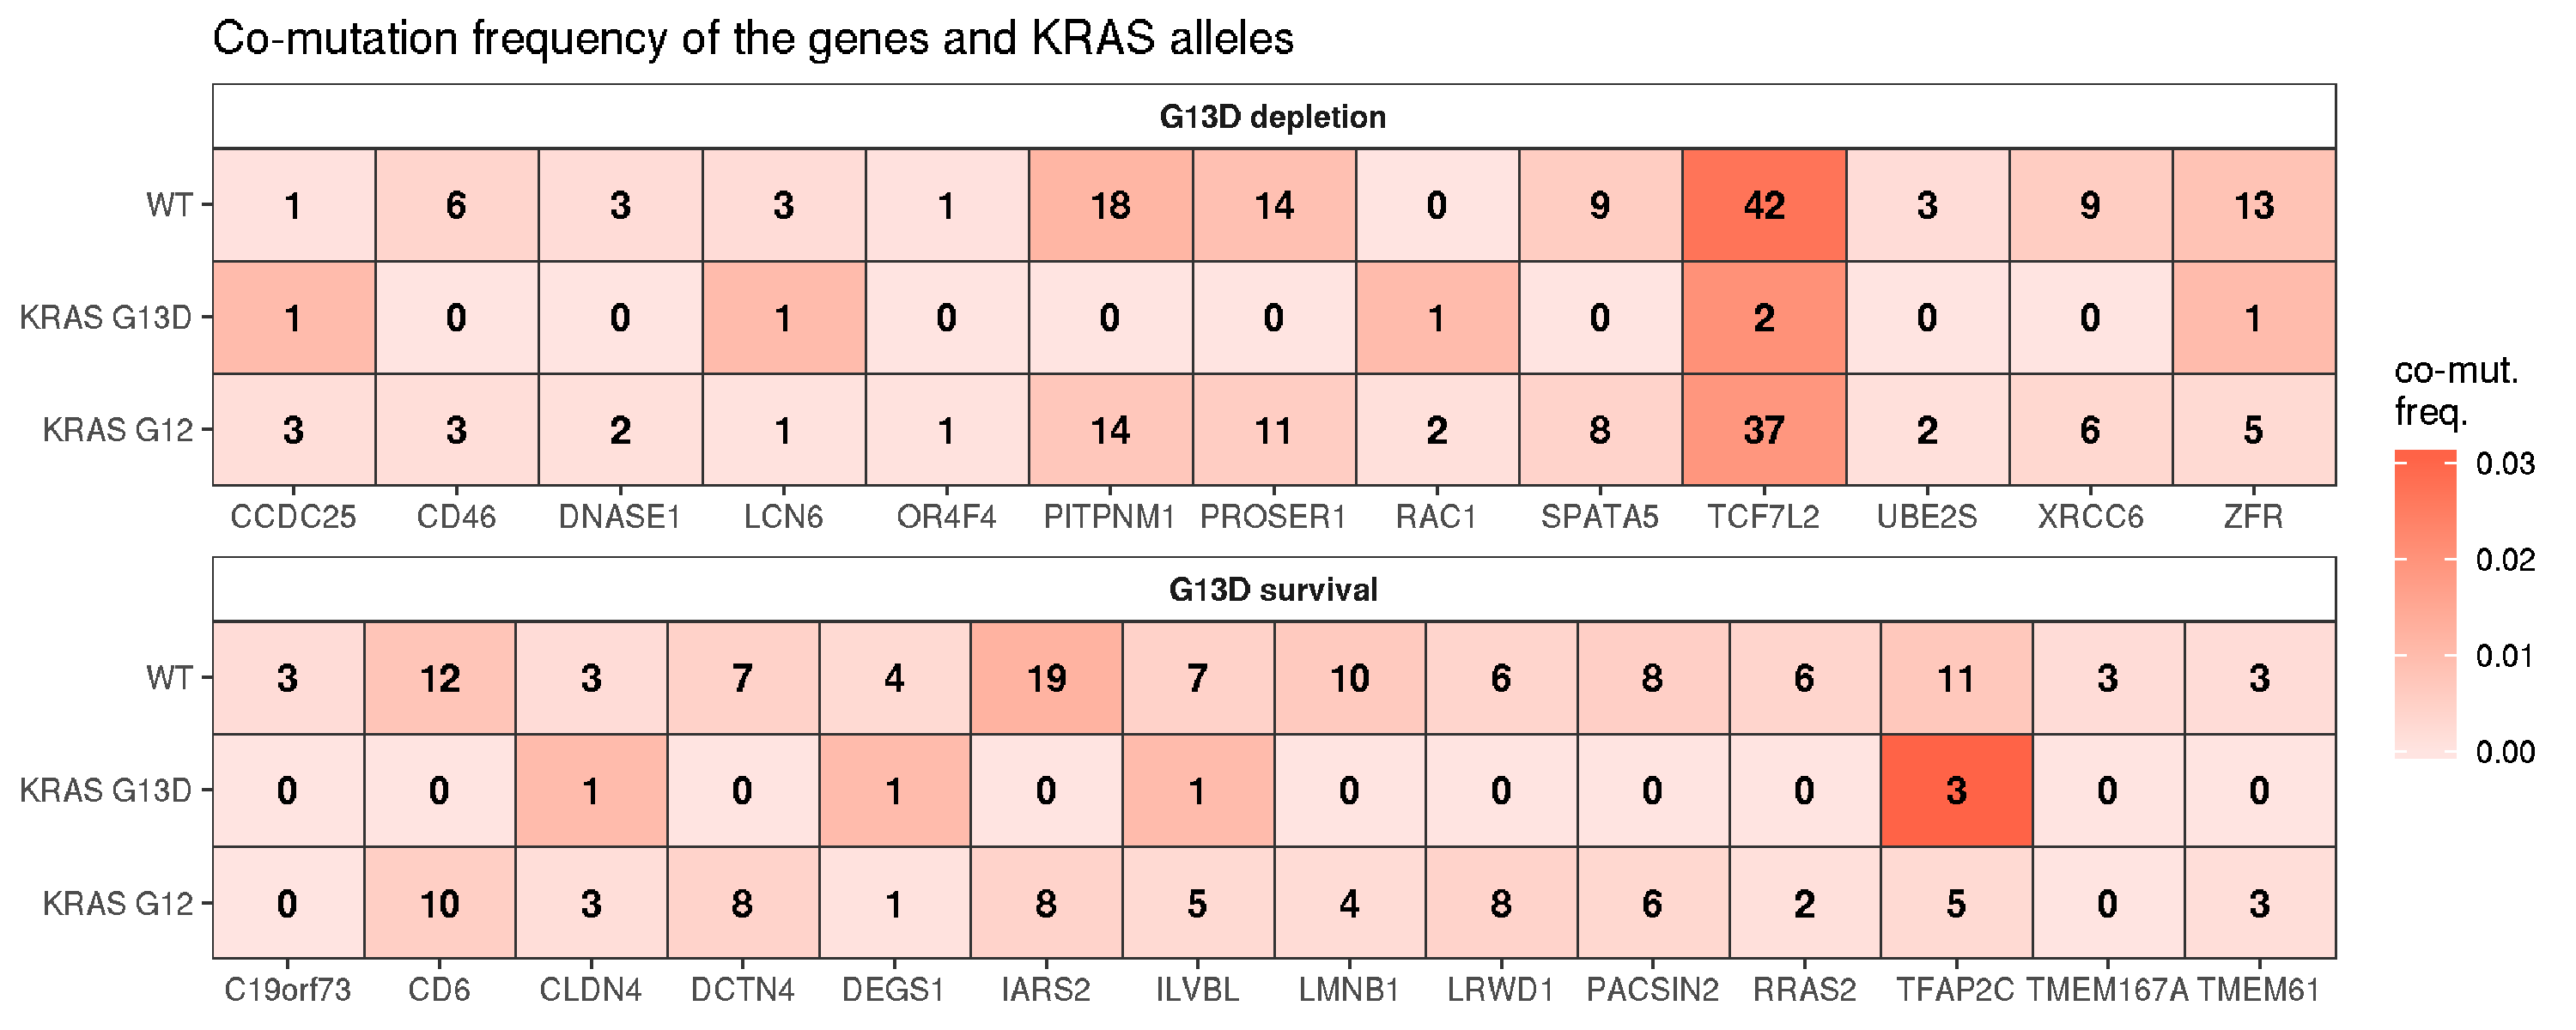 Co-mutation frequency of the genes and KRAS alleles
G13D depletion
WT 1 6 3 3 1 18 14 0 9 42 3 9 13
KRAS G13D 1 0 0 1 0 0 0 1 0 2 0 0 1
KRAS G12 3 3 2 1 1 14 11 2 8 37 2 6 5
CCDC25 CD46 DNASE1 LCN6 OR4F4 PITPNM1 PROSER1 RAC1 SPATA5 TCF7L2 UBE2S XRCC6 ZFR
G13D survival
WT 3 12 3 7 4 19 7 10 6 8 6 11 3 3
KRAS G13D 0 0 1 0 1 0 1 0 0 0 0 3 0 0
KRAS G12 0 10 3 8 1 8 5 4 8 6 2 5 0 3
C19orf73 CD6 CLDN4 DCTN4 DEGS1 IARS2 ILVBL LMNB1 LRWD1 PACSIN2 RRAS2 TFAP2C TMEM167A TMEM61
co-mut.
freq.
0.03
0.02
0.01
0.00